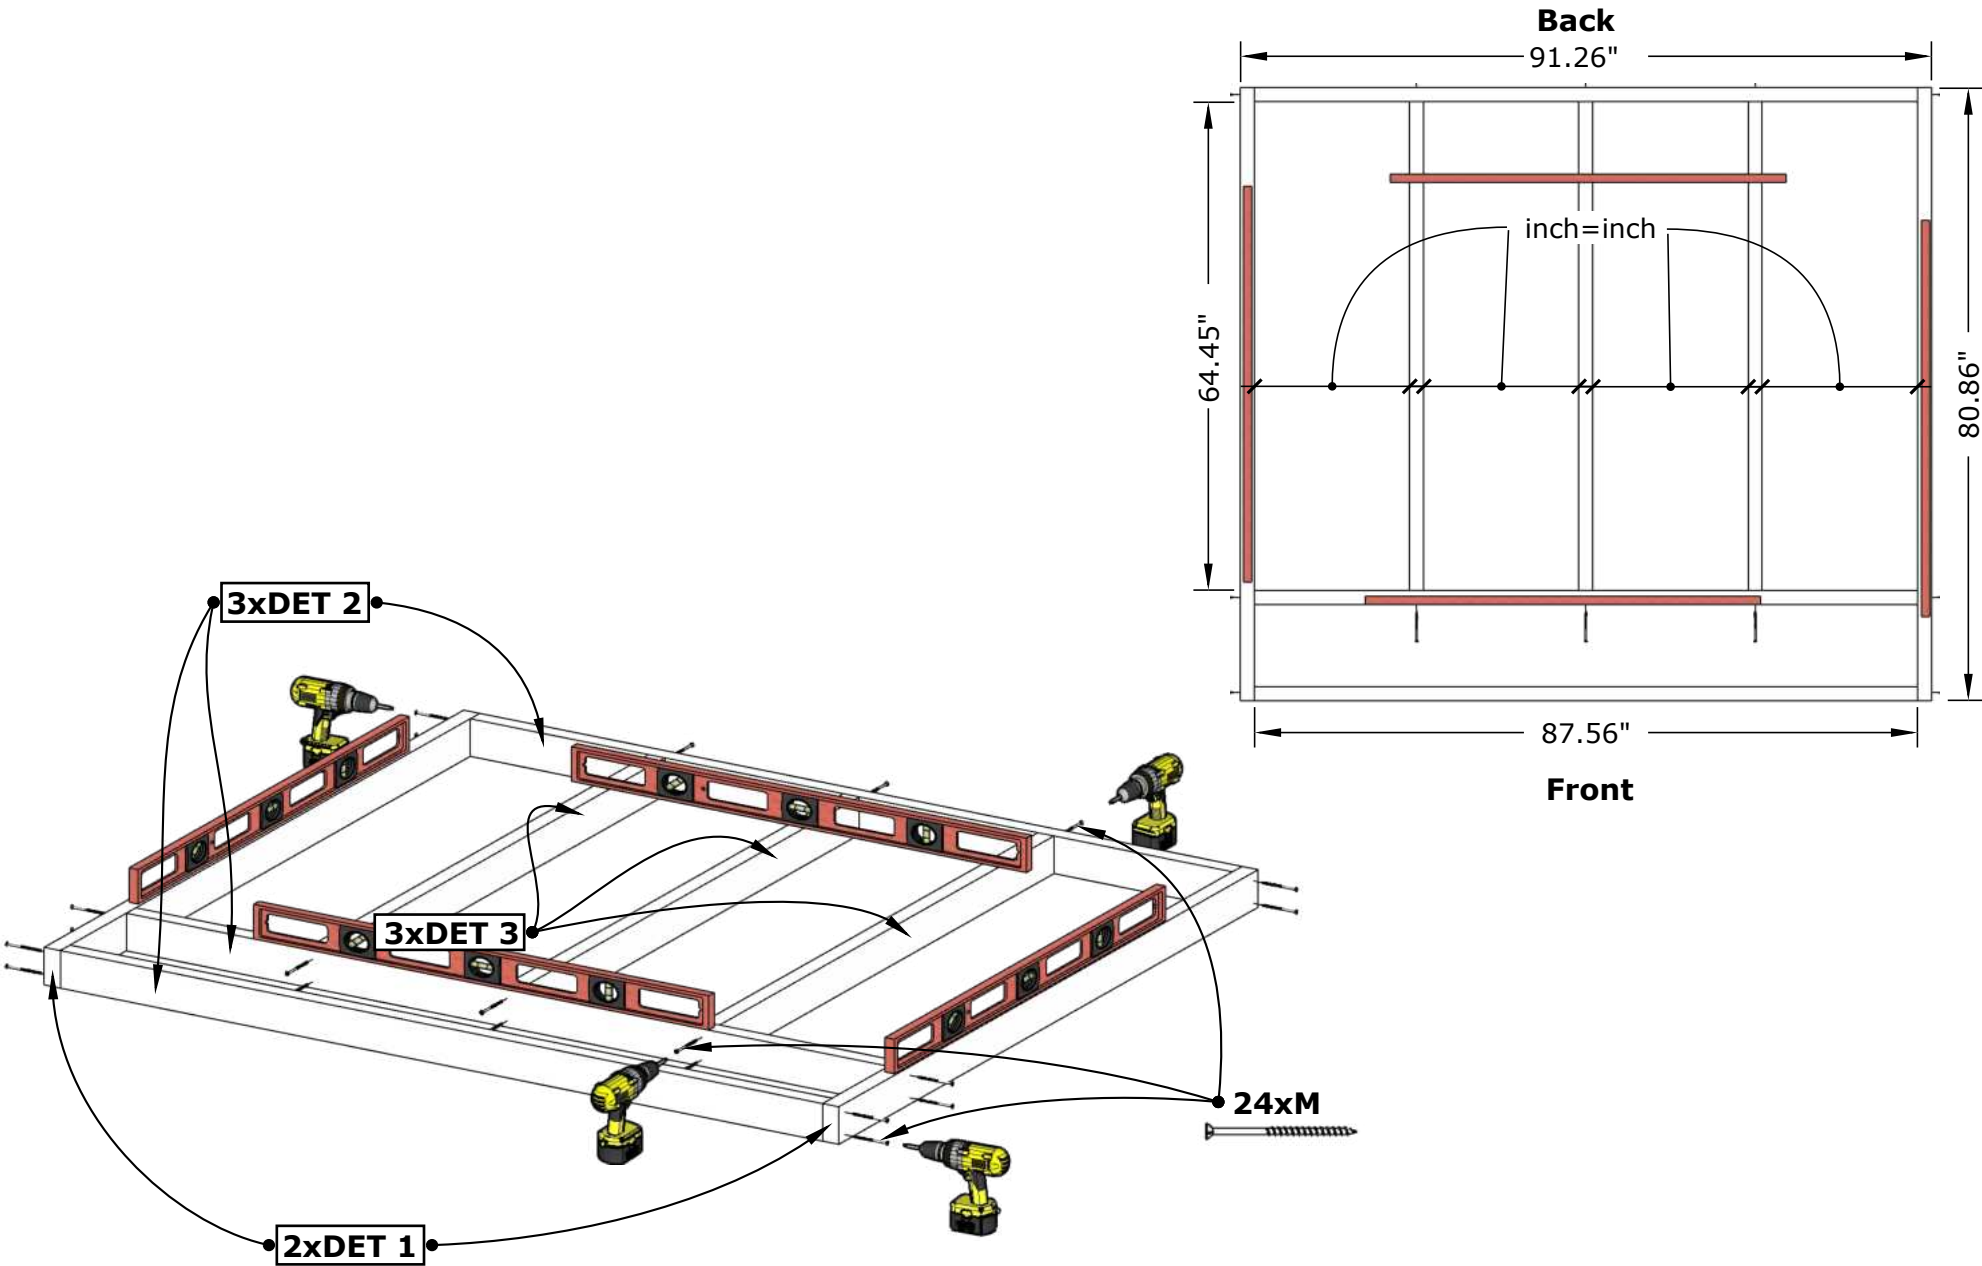 Back
91.26"
inch=inch
64.45"
80.86"
87.56"
Front
3xDET 2
3xDET 3
24xM
2xDET 1